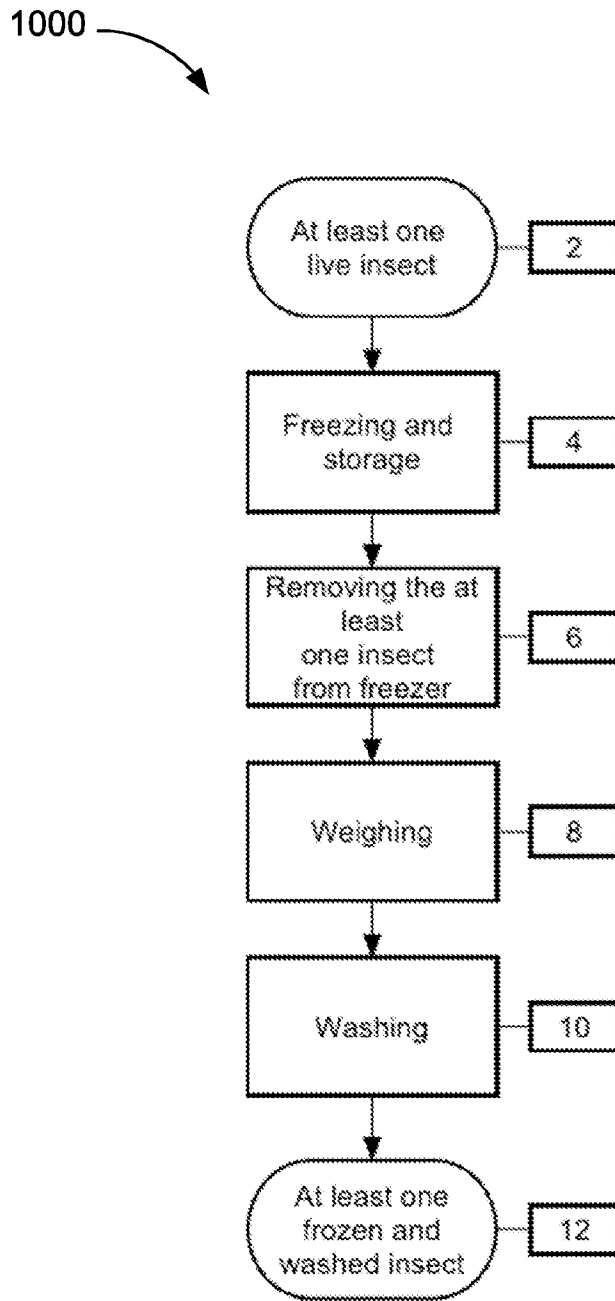 1000
At least one
live insect
2
Freezing and
storage
4
Removing the at
least
one insect
from freezer
6
Weighing
8
Washing
10
At least one
frozen and
washed insect
12